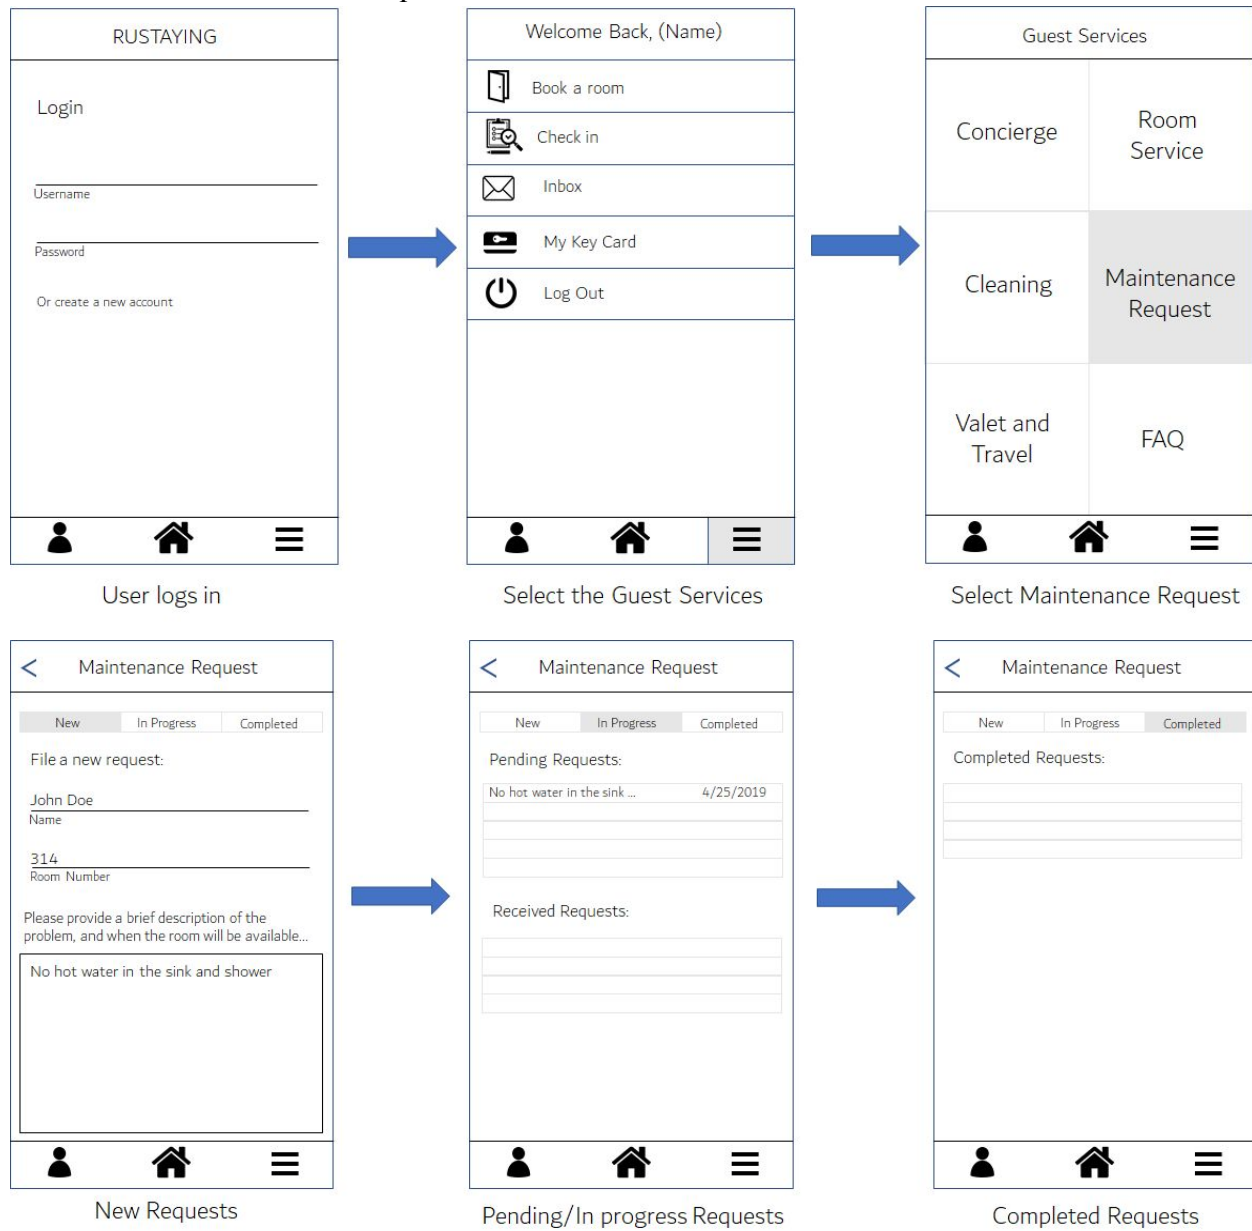 RUSTAYING
Login
Username
Password
Or create a new account
User logs in
Welcome Back, (Name)
Book a room
Check in
Inbox
My Key Card
Log Out
Select the Guest Services
Guest Services
Concierge
Room
Service
Cleaning
Maintenance
Request
Valet and
Travel
FAQ
Select Maintenance Request
< Maintenance Request
New In Progress Completed
File a new request:
John Doe
Name
314
Room Number
Please provide a brief description of the
problem, and when the room will be available...
No hot water in the sink and shower
New Requests
< Maintenance Request
New In Progress Completed
Pending Requests:
No hot water in the sink ... 4/25/2019
Received Requests:
Pending/In progress Requests
< Maintenance Request
New In Progress Completed
Completed Requests:
Completed Requests